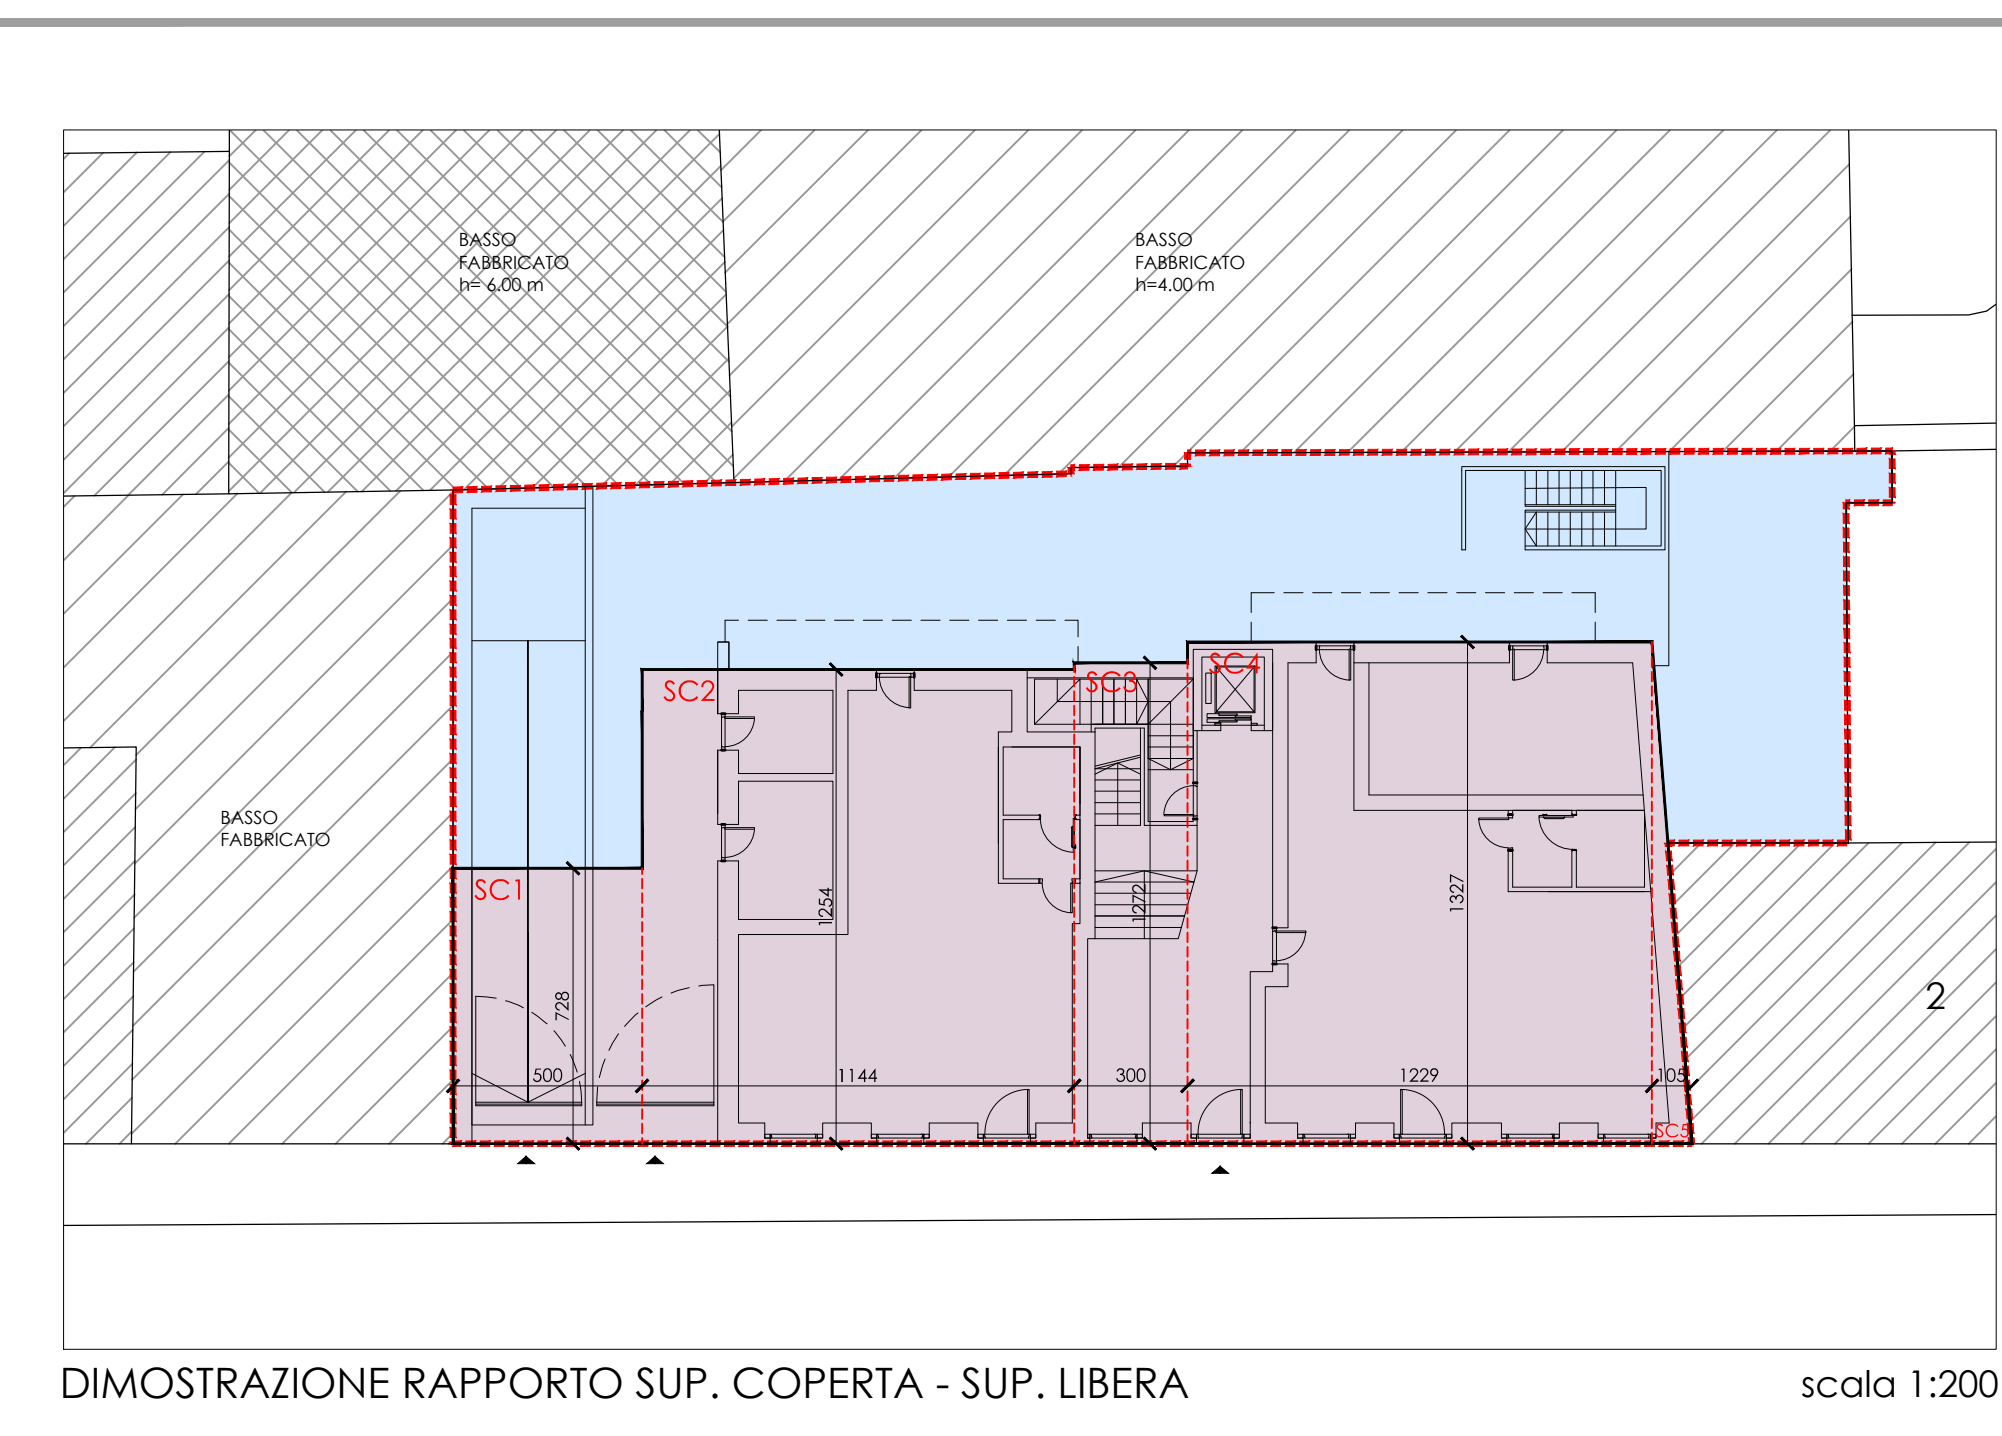 BASSO
FABBRICATO
h= 6.00 m
BASSO
FABBRICATO
h=4.00 m
SC4
SC3
SC2
BASSO
FABBRICATO
SC1
1254
1272
1327
728
2
500
1144
300
1229
105
SC5
DIMOSTRAZIONE RAPPORTO SUP. COPERTA - SUP. LIBERA
scala 1:200